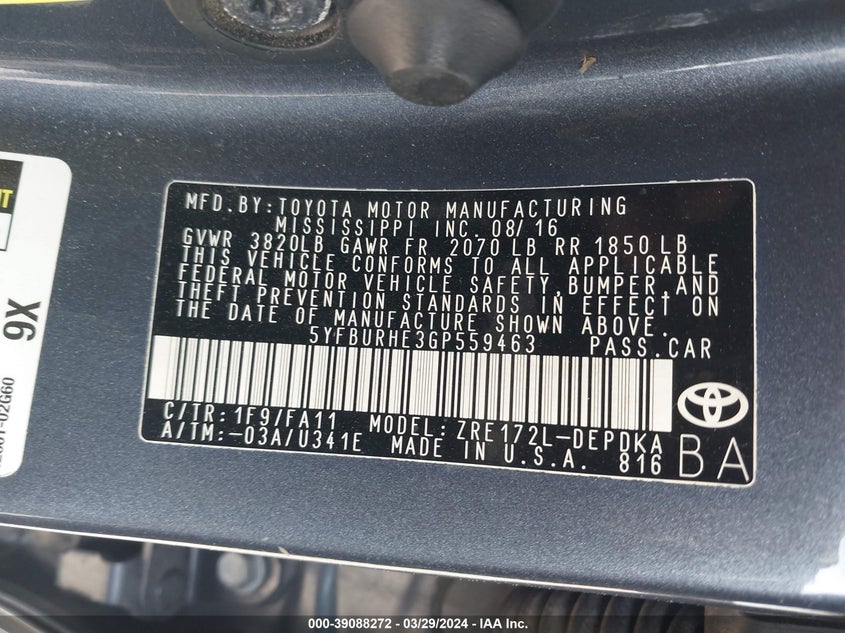 MFD.BY:TOYOTA MOTOR MANUFACTURING
MISSISSIPPI INC. 08/16
GVWR 3820LB GAWR FR 2070 LB RR 1850 LB
THIS VEHICLE CONFORMS TO ALL APPLICABLE
FEDERAL MOTOR VEHICLE SAFETY,BUMPER,AND
THEFT PREVENTION STANDARDS IN EFFECT ON
THE DATE OF MANUFACTURE SHOWN ABOVE.
5YFBURHE3GP559463 PASS.CAR
C/TR:1F9/FA11 MODEL:ZRE172L-DEPDKA
A/TM:-03A/U341E MADE IN U.S.A. 816
BA
9X
000-39088272 - 03/29/2024 - IAA Inc.